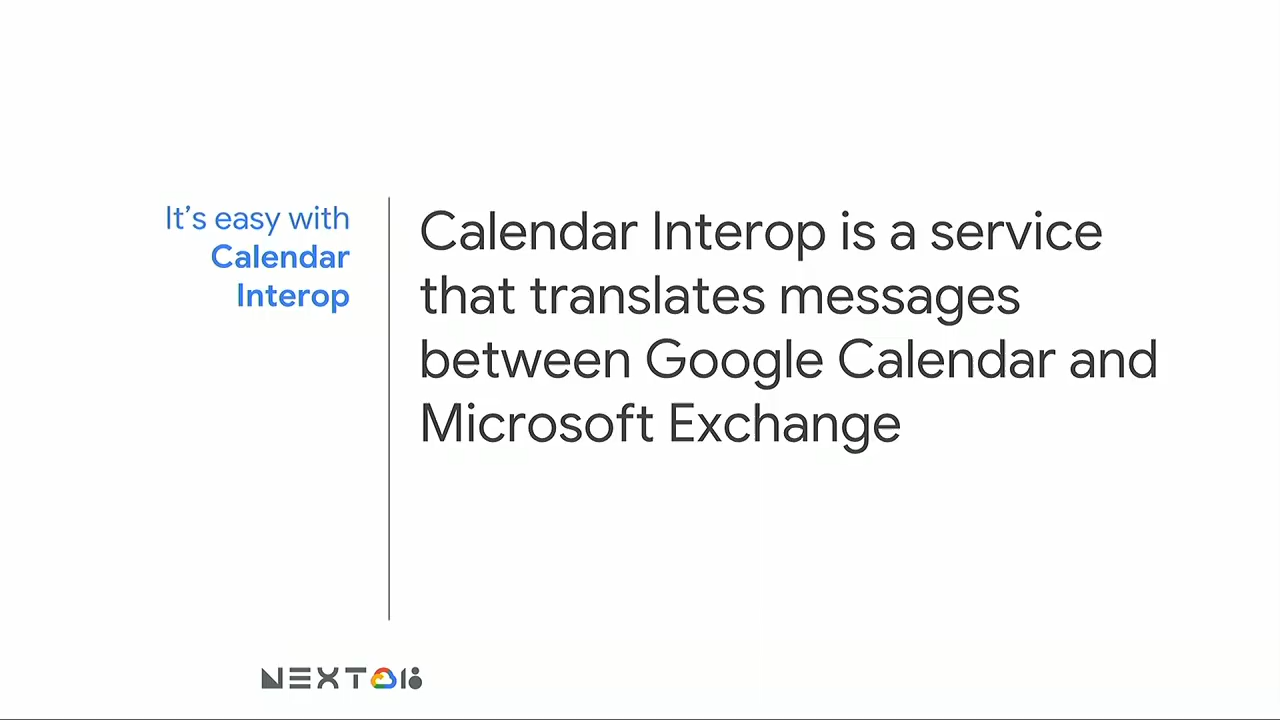 It's easy with
Calendar
Interop
Calendar Interop is a service
that translates messages
between Google Calendar and
Microsoft Exchange
NEXT 18